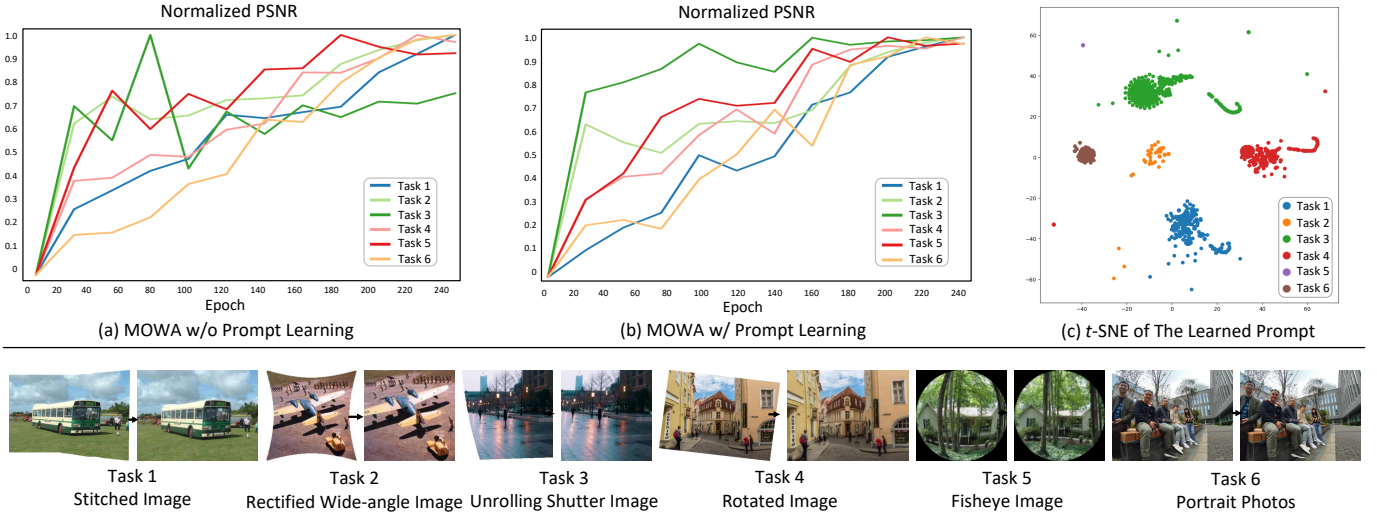 Normalized PSNR
1.0
0.9
0.8
0.7
0.6
0.5
0.4
0.3
0.2
0.1
0
0 20 40 60 80 100 120 140 160 180 200 220 240
Epoch
Task 1
Task 2
Task 3
Task 4
Task 5
Task 6
(a) MOWA w/o Prompt Learning
Normalized PSNR
1.0
0.9
0.8
0.7
0.6
0.5
0.4
0.3
0.2
0.1
0
0 20 40 60 80 100 120 140 160 180 200 220 240
Epoch
Task 1
Task 2
Task 3
Task 4
Task 5
Task 6
(b) MOWA w/ Prompt Learning
60
40
20
0
−20
−40
−60
−40 −20 0 20 40 60
Task 1
Task 2
Task 3
Task 4
Task 5
Task 6
(c) t-SNE of The Learned Prompt
Task 1
Stitched Image
Task 2
Rectified Wide-angle Image
Task 3
Unrolling Shutter Image
Task 4
Rotated Image
Task 5
Fisheye Image
Task 6
Portrait Photos